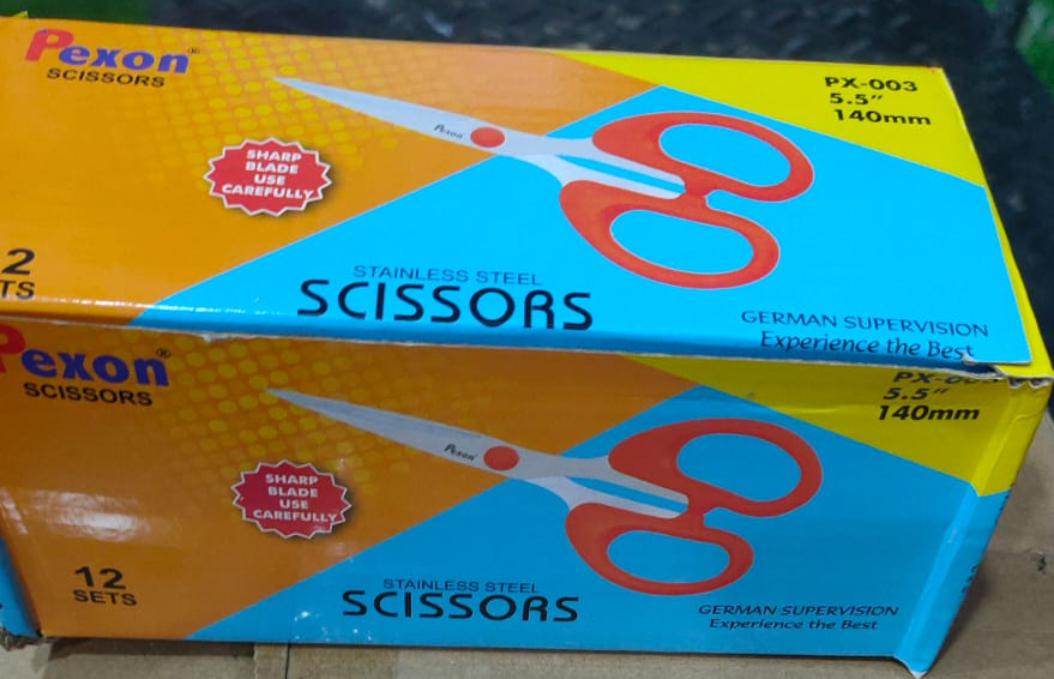 Pexon®
SCISSORS
PX-003
5.5"
140mm
Pexon
SHARP
BLADE
USE
CAREFULLY
2
TS
STAINLESS STEEL
SCISSORS
GERMAN SUPERVISION
Experience the Best
Pexon®
SCISSORS
5.5"
140mm
Pexon
SHARP
BLADE
USE
CAREFULLY
12
SETS
STAINLESS STEEL
SCISSORS
GERMAN SUPERVISION
Experience the Best